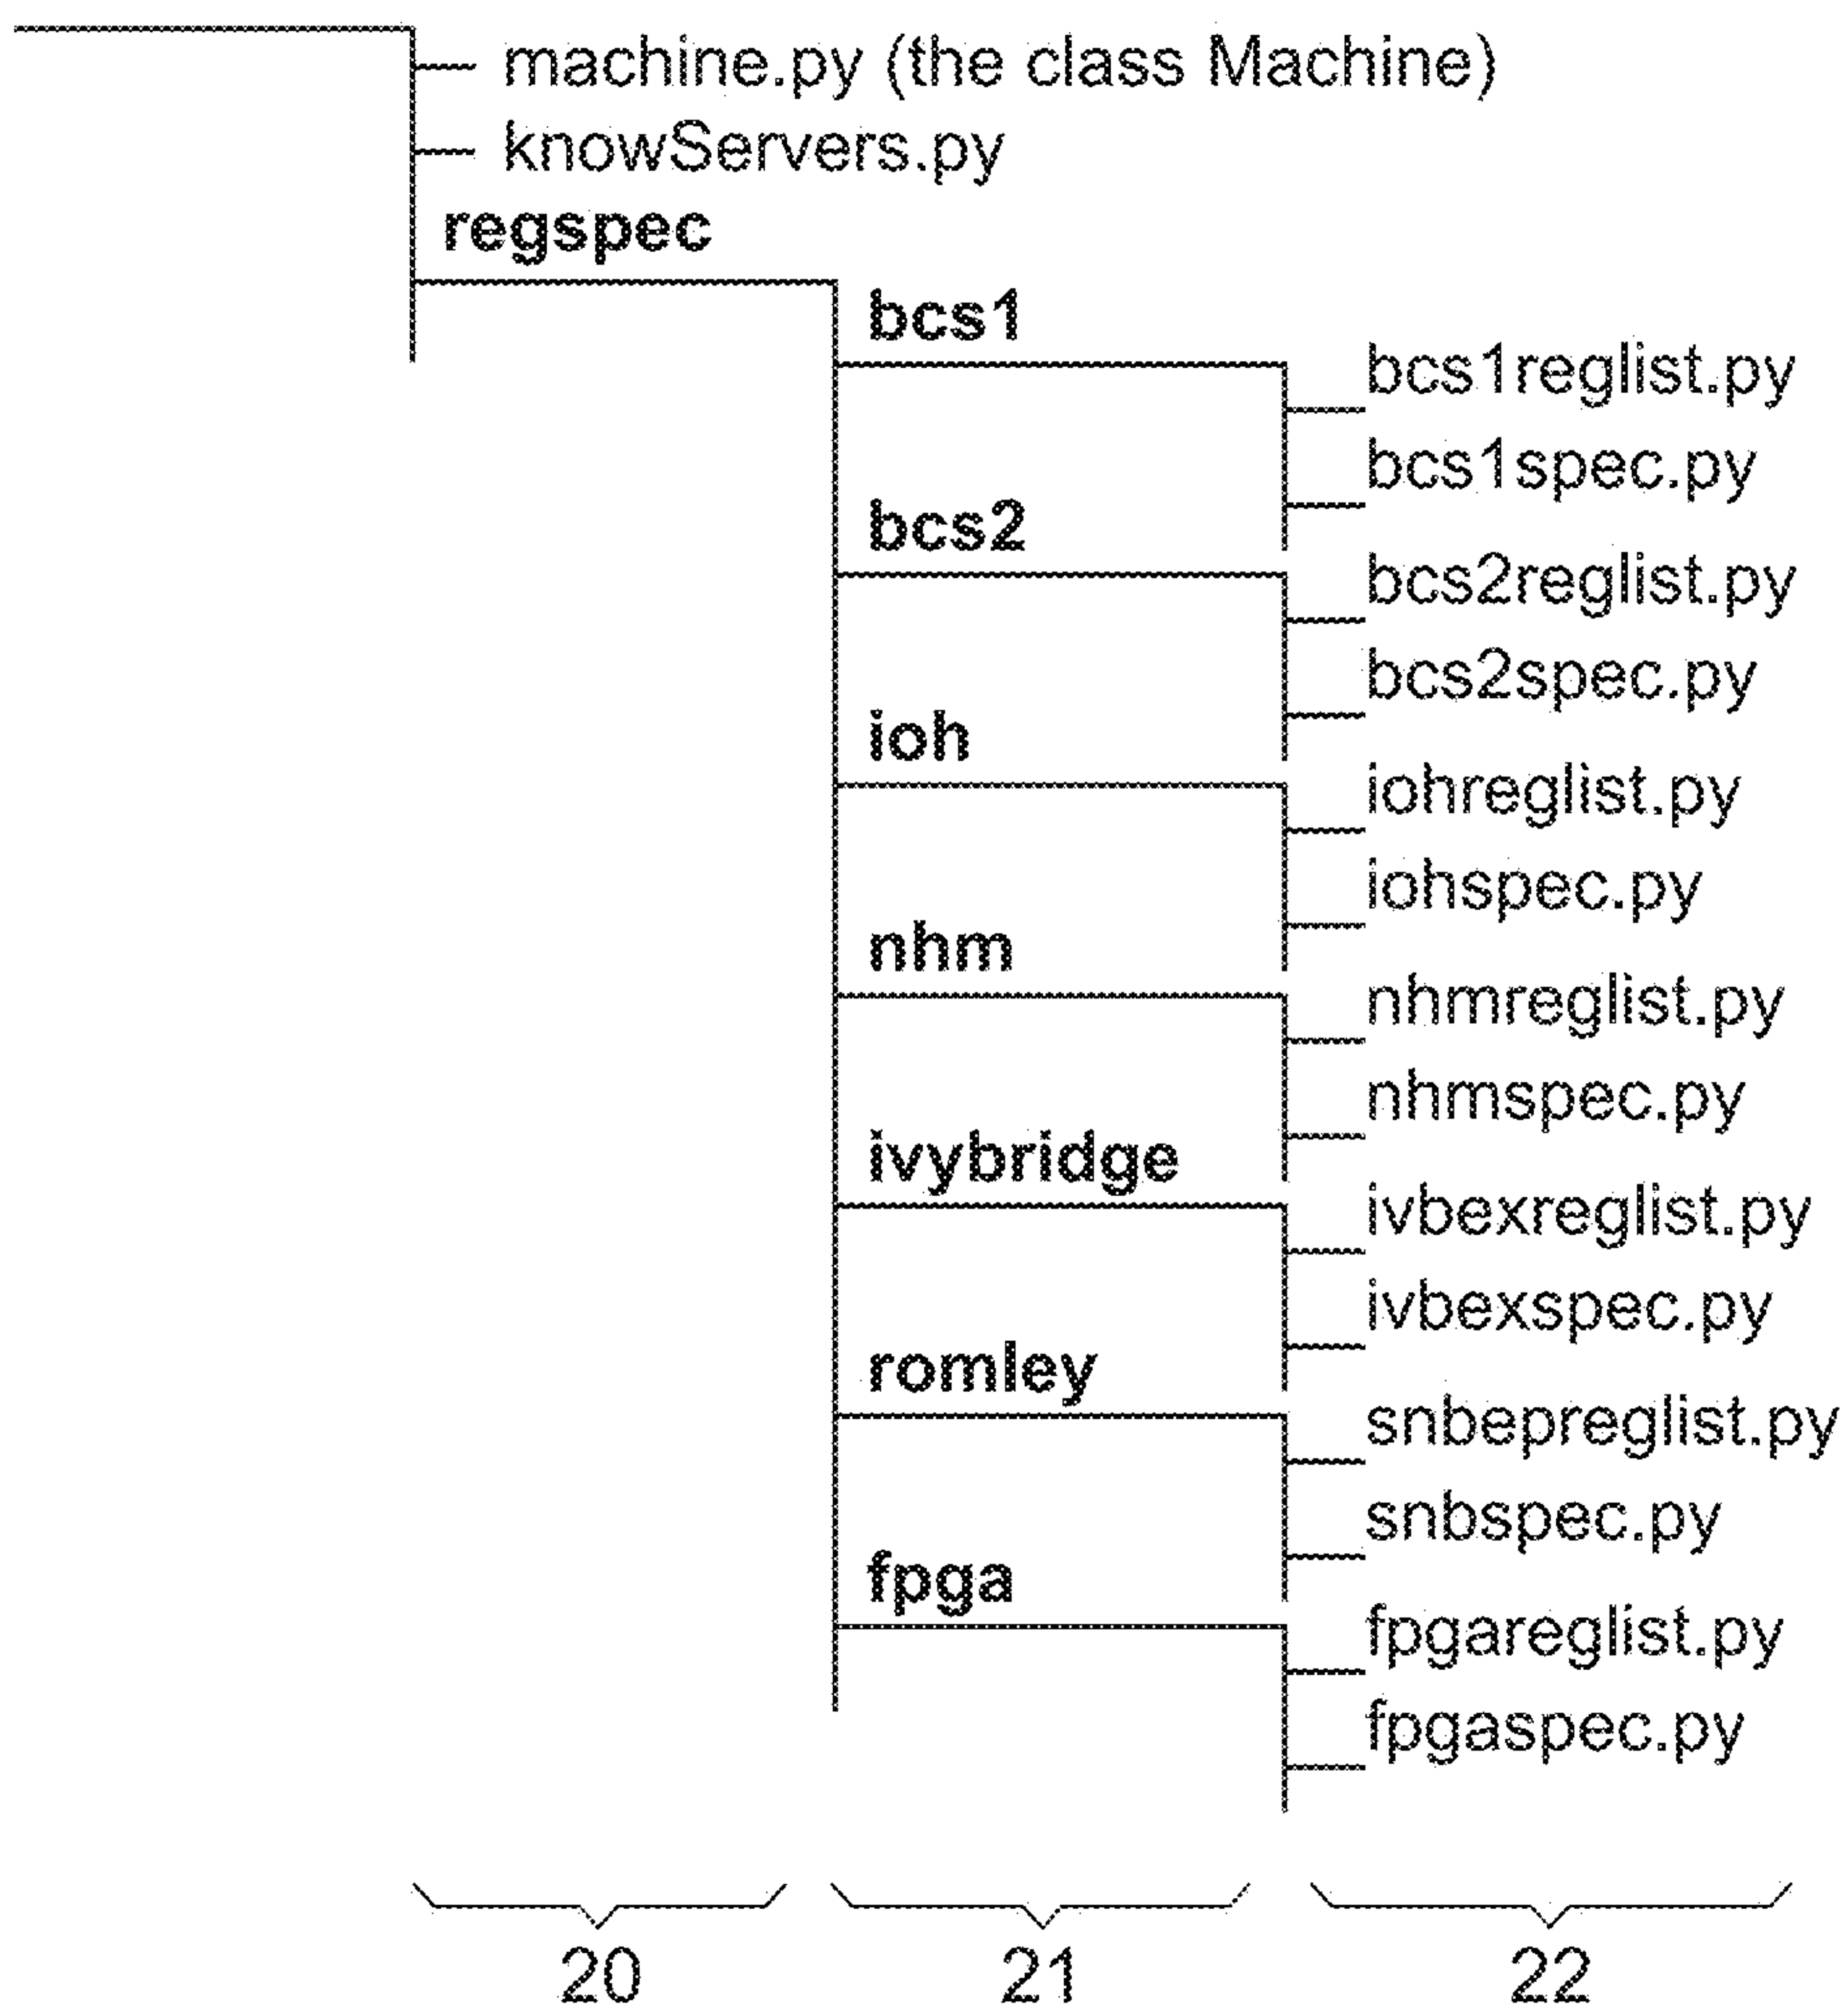 machine.py (the class Machine)
knowServers.py
regspec
bcs1
bcs1reglist.py
bcs1spec.py
bcs2
bcs2reglist.py
bcs2spec.py
ioh
iohreglist.py
iohspec.py
nhm
nhmreglist.py
nhmspec.py
ivybridge
ivbexreglist.py
ivbexspec.py
romley
snbepreglist.py
snbspec.py
fpga
fpgareglist.py
fpgaspec.py
20 21 22